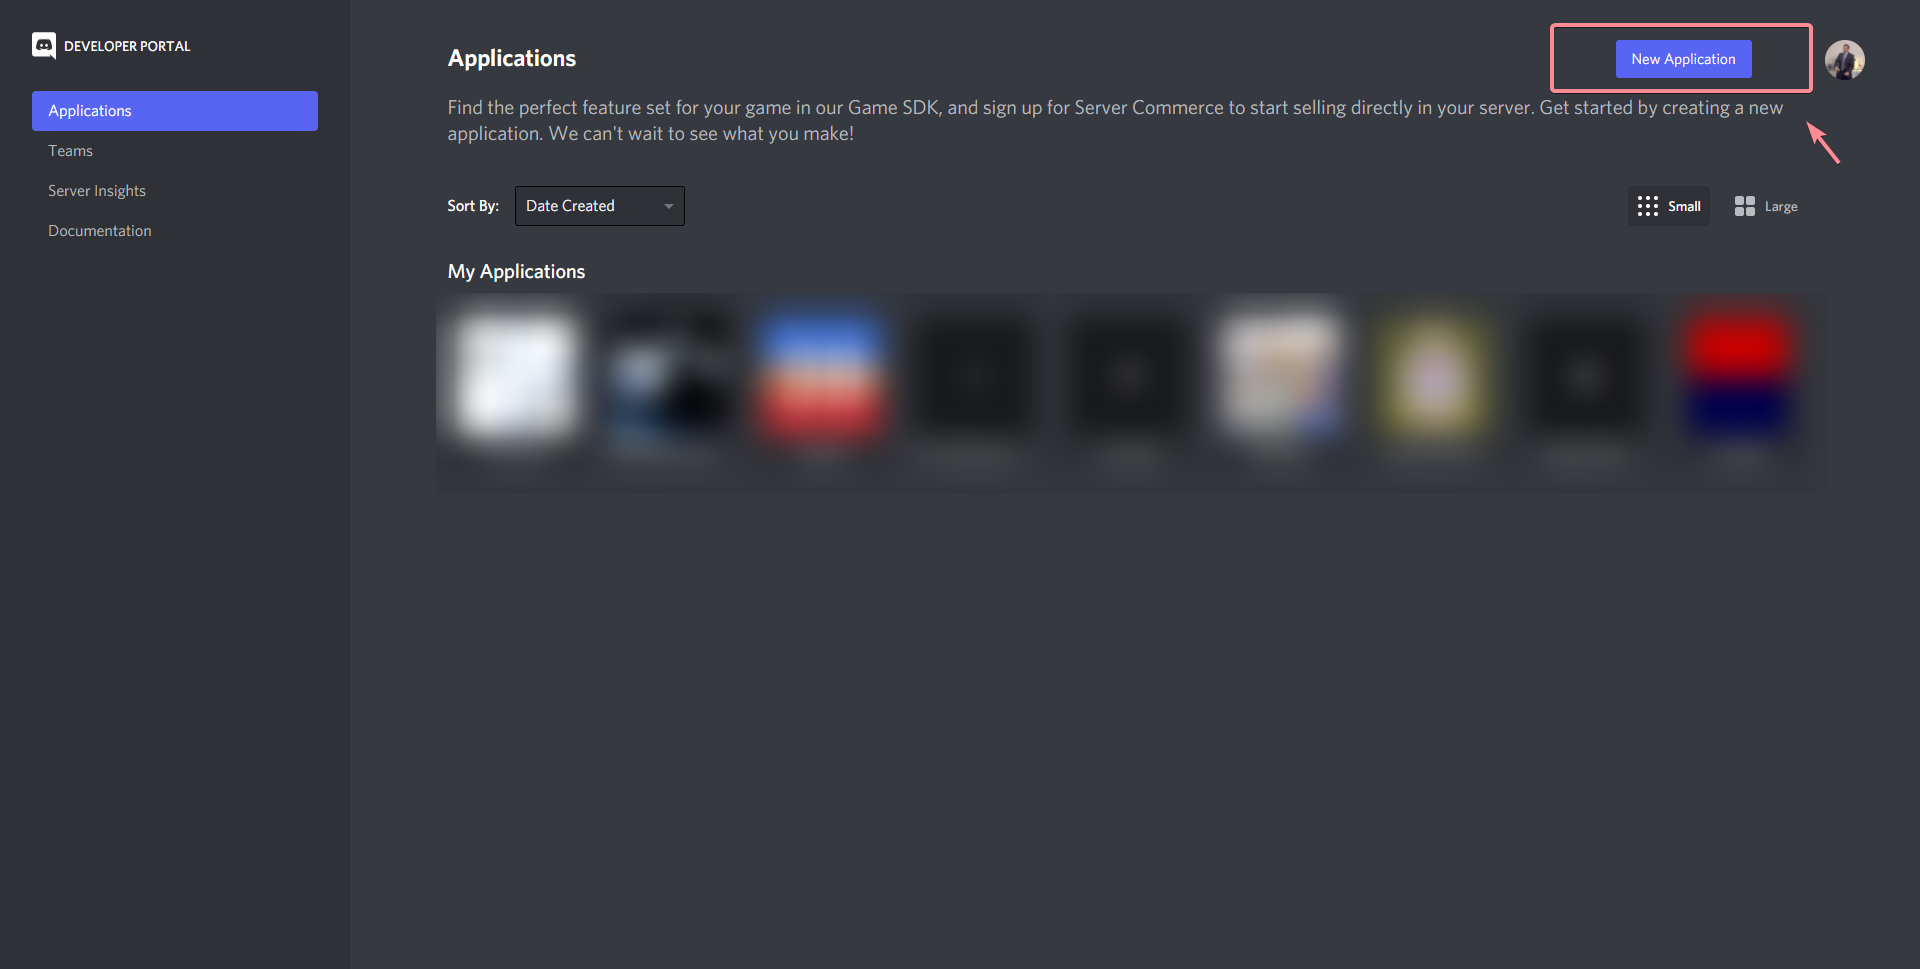 DEVELOPER PORTAL
Applications
Teams
Server Insights
Documentation
Applications
New Application
Find the perfect feature set for your game in our Game SDK, and sign up for Server Commerce to start selling directly in your server. Get started by creating a new
application. We can't wait to see what you make!
Sort By:
Date Created
Small
Large
My Applications